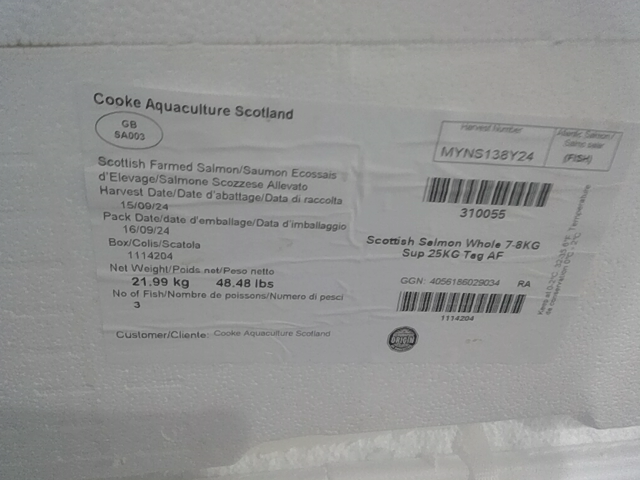 Cooke Aquaculture Scotland
GB
5A003
Harvest Number
MYNS138Y24
Atlantic Salmon/
Salmo salar
(FISH)
Scottish Farmed Salmon/Saumon Ecossais
d'Elevage/Salmone Scozzese Allevato
Harvest Date/Date d'abattage/Data di raccolta
15/09/24
Pack Date/date d'emballage/Data d'imballaggio
16/09/24
Box/Colis/Scatola
1114204
Net Weight/Poids net/Peso netto
21.99 kg 48.48 lbs
No of Fish/Nombre de poissons/Numero di pesci
3
Customer/Cliente: Cooke Aquaculture Scotland
310055
Scottish Salmon Whole 7-8KG
Sup 25KG Tag AF
GGN: 4056186029034 RA
1114204
ORIGIN